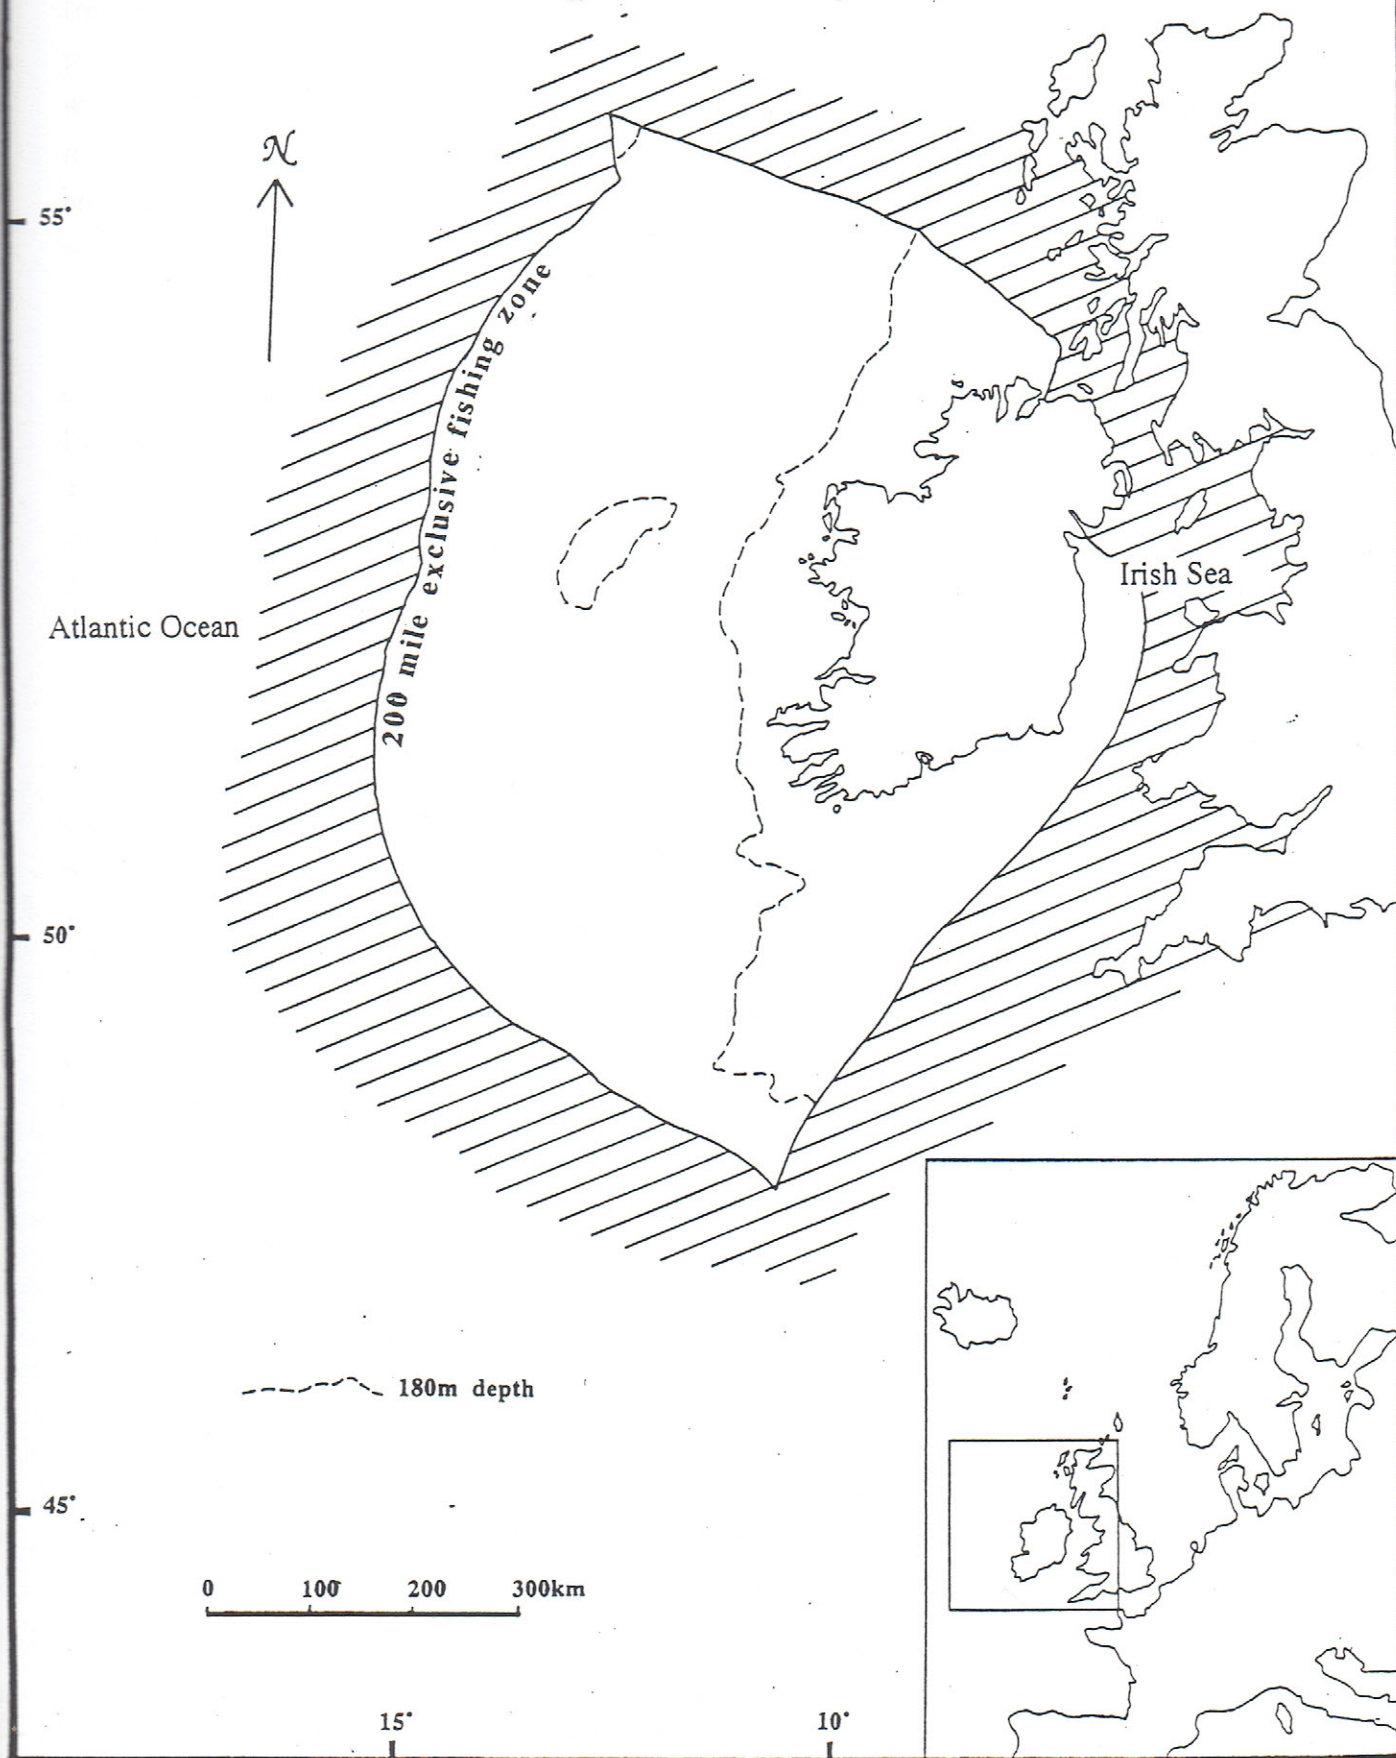 N
55°
200 mile exclusive fishing zone
Irish Sea
Atlantic Ocean
50°
180m depth
45°
0 100 200 300km
15° 10°